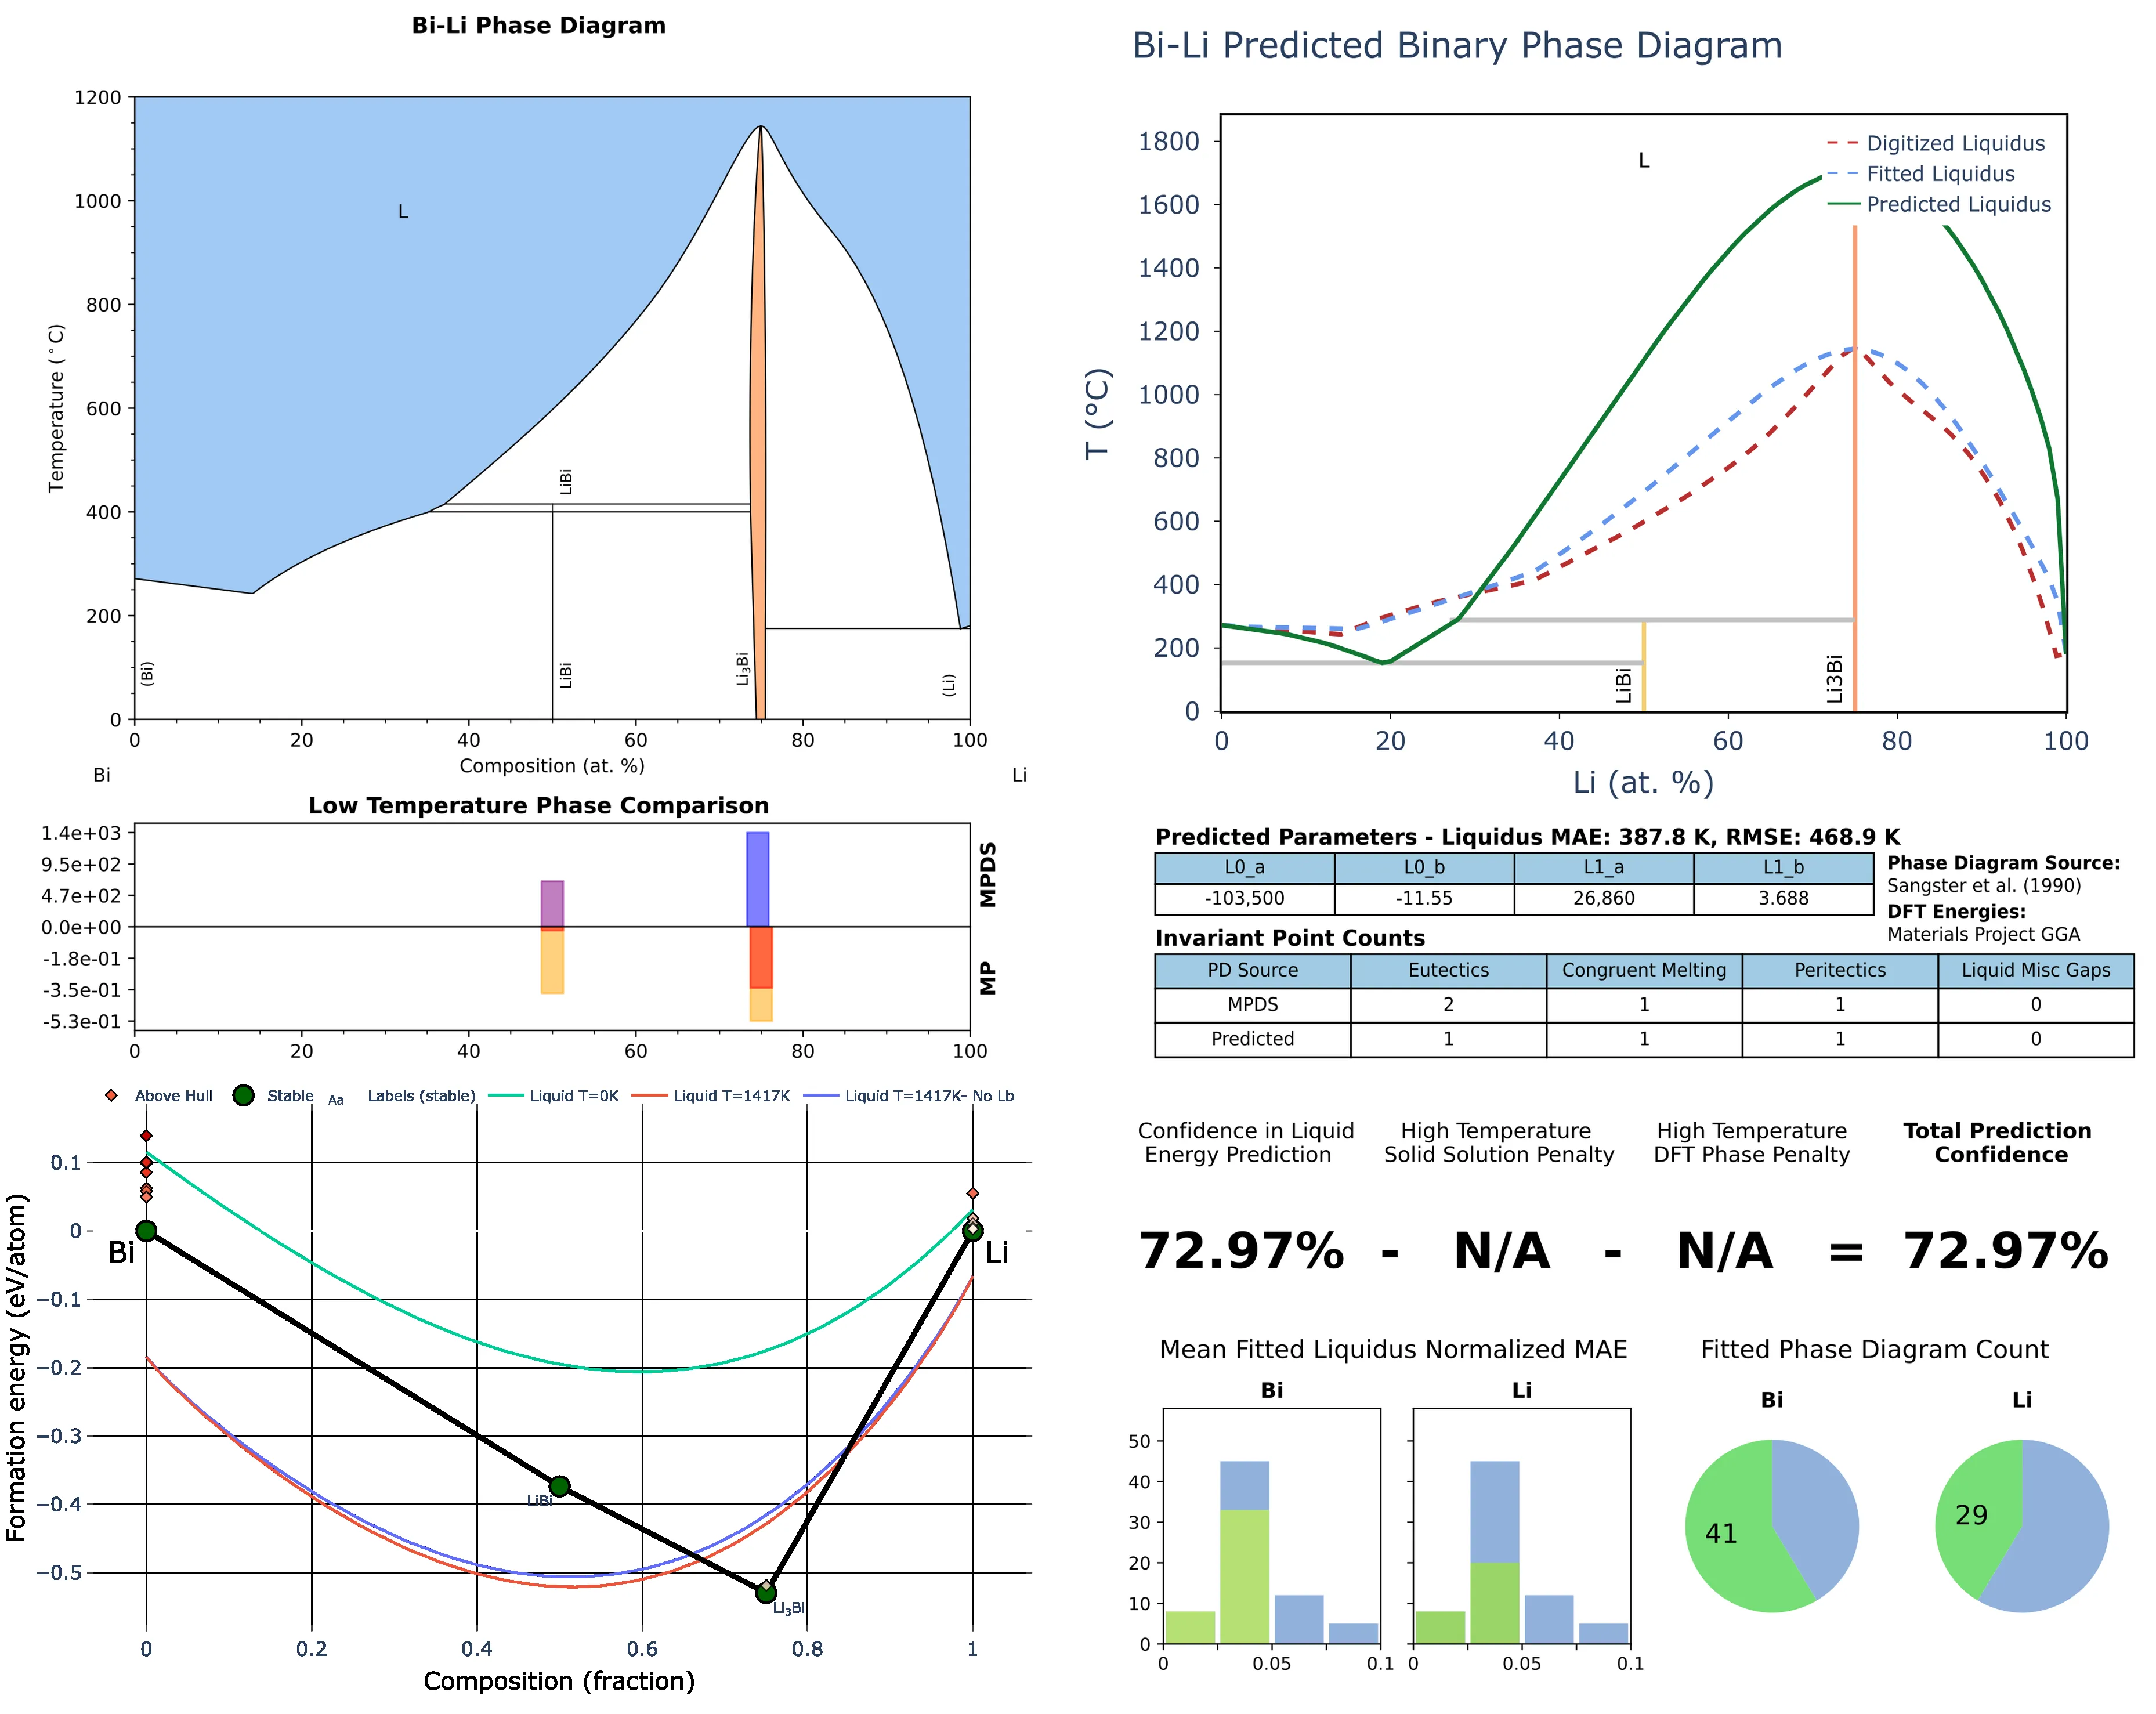 Bi-Li Phase Diagram
1200
1000
800
600
400
200
0
Temperature (°C)
L
LiBi
(Bi)
LiBi
Li3Bi
(Li)
0 20 40 60 80 100
Composition (at. %)
Bi Li
Low Temperature Phase Comparison
1.4e+03
9.5e+02
4.7e+02
0.0e+00
-1.8e-01
-3.5e-01
-5.3e-01
MPDS
MP
0 20 40 60 80 100
Above Hull Stable Aa Labels (stable) Liquid T=0K Liquid T=1417K Liquid T=1417K- No Lb
0.1
0
−0.1
−0.2
−0.3
−0.4
−0.5
Formation energy (eV/atom)
Bi
Li
LiBi
Li3Bi
0 0.2 0.4 0.6 0.8 1
Composition (fraction)
Bi-Li Predicted Binary Phase Diagram
1800
1600
1400
1200
1000
800
600
400
200
0
T (°C)
L
Digitized Liquidus
Fitted Liquidus
Predicted Liquidus
LiBi
Li3Bi
0 20 40 60 80 100
Li (at. %)
Predicted Parameters - Liquidus MAE: 387.8 K, RMSE: 468.9 K
L0_a L0_b L1_a L1_b
-103,500 -11.55 26,860 3.688
Phase Diagram Source:
Sangster et al. (1990)
DFT Energies:
Materials Project GGA
Invariant Point Counts
PD Source Eutectics Congruent Melting Peritectics Liquid Misc Gaps
MPDS 2 1 1 0
Predicted 1 1 1 0
Confidence in Liquid
Energy Prediction
High Temperature
Solid Solution Penalty
High Temperature
DFT Phase Penalty
Total Prediction
Confidence
72.97% - N/A - N/A = 72.97%
Mean Fitted Liquidus Normalized MAE
Bi
Li
50
40
30
20
10
0
0 0.05 0.1
0 0.05 0.1
Fitted Phase Diagram Count
Bi
Li
41
29